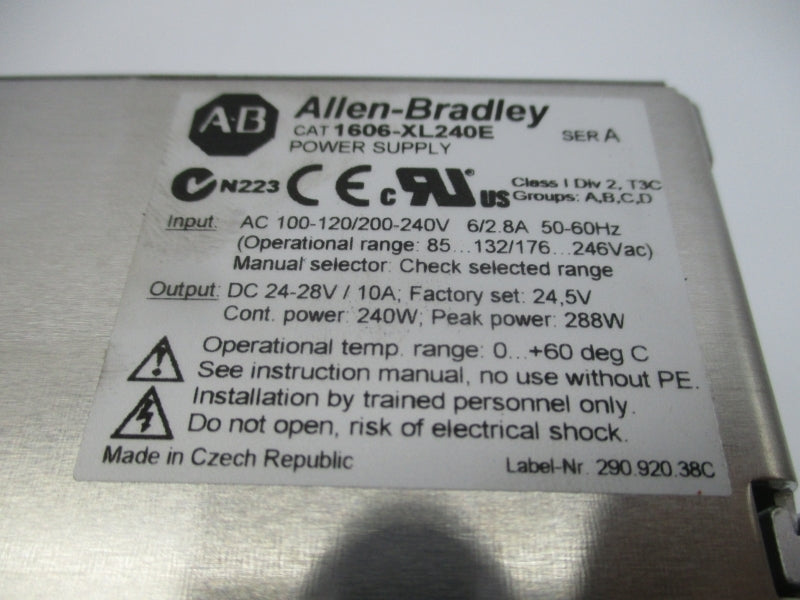 A·B Allen-Bradley
CAT 1606-XL240E SER A
POWER SUPPLY
N223 CE c RU US Class I Div 2, T3C
Groups: A,B,C,D
Input: AC 100-120/200-240V 6/2.8A 50-60Hz
(Operational range: 85...132/176...246Vac)
Manual selector: Check selected range
Output: DC 24-28V / 10A; Factory set: 24,5V
Cont. power: 240W; Peak power: 288W
Operational temp. range: 0...+60 deg C
See instruction manual, no use without PE.
Installation by trained personnel only.
Do not open, risk of electrical shock.
Made in Czech Republic Label-Nr. 290.920.38C